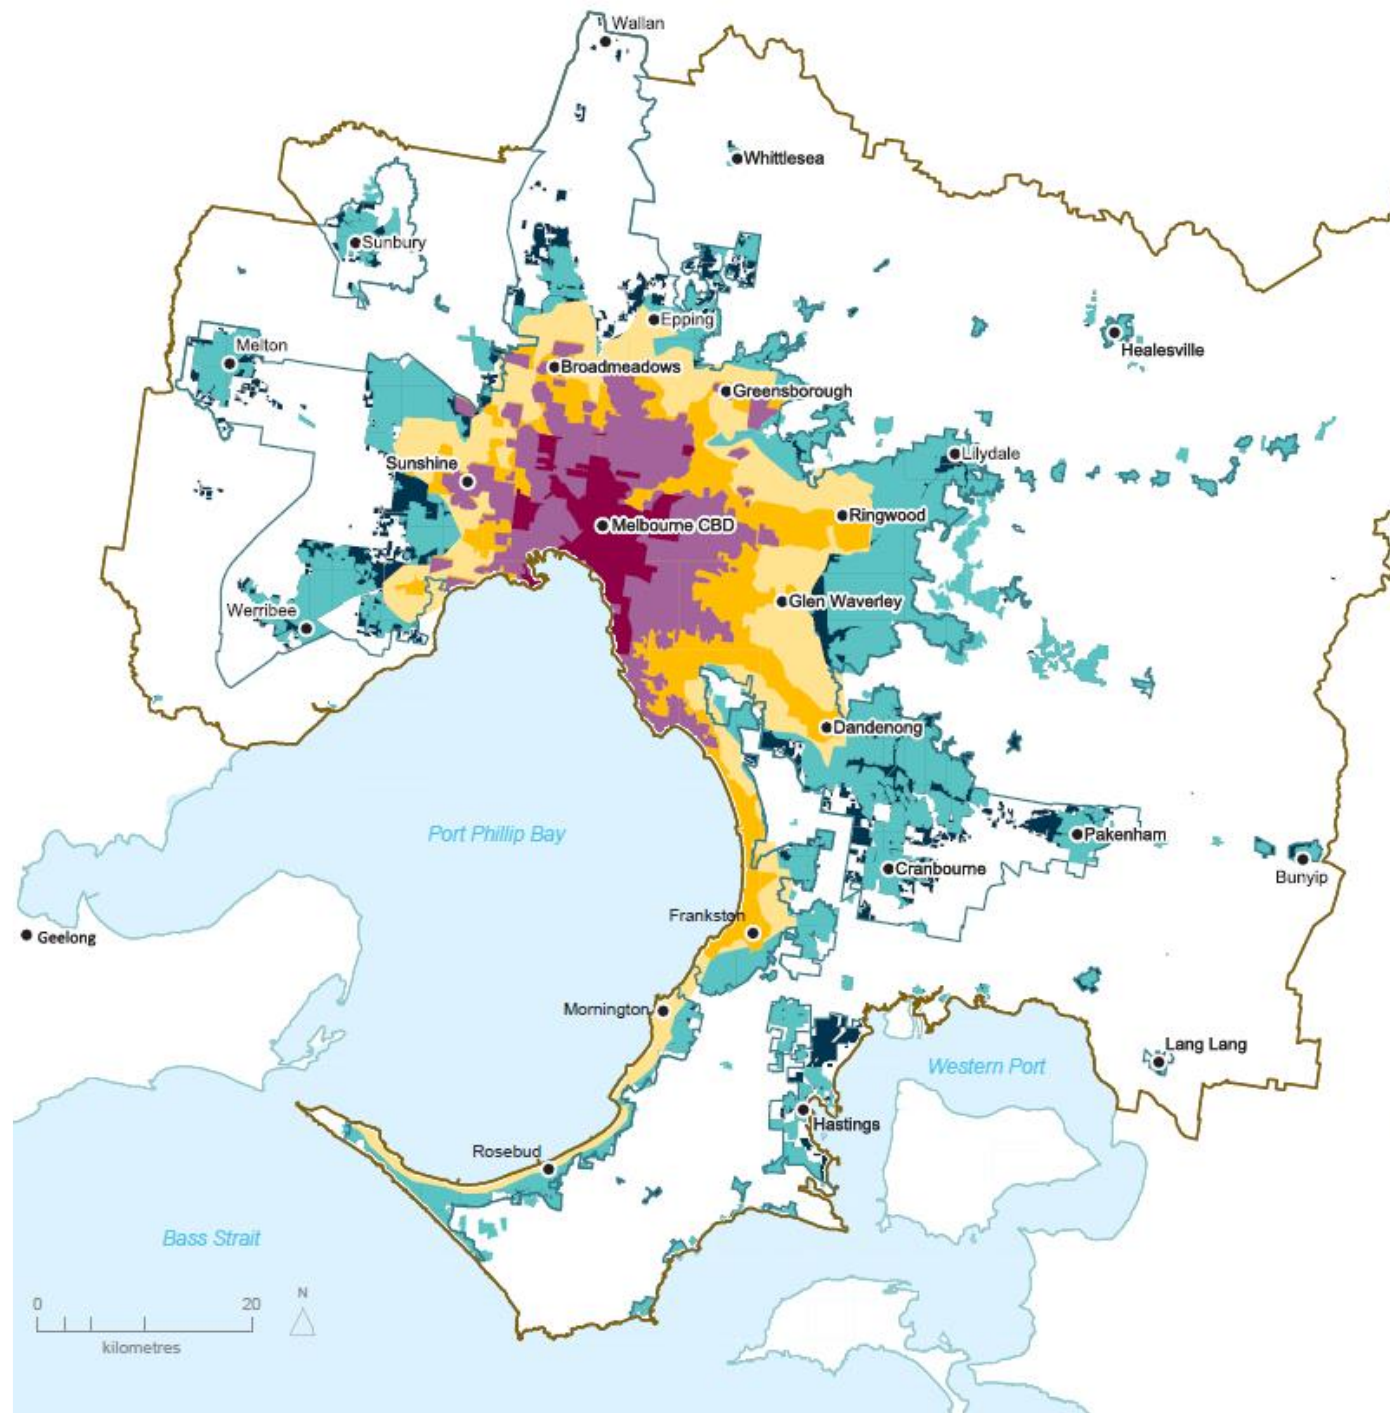 Wallan
Whittlesea
Sunbury
Epping
Healesville
Melton
Broadmeadows
Greensborough
Lilydale
Sunshine
Ringwood
Melbourne CBD
Glen Waverley
Werribee
Dandenong
Port Phillip Bay
Pakenham
Cranbourne
Bunyip
Frankston
Geelong
Mornington
Lang Lang
Western Port
Hastings
Rosebud
Bass Strait
N
0 20
kilometres